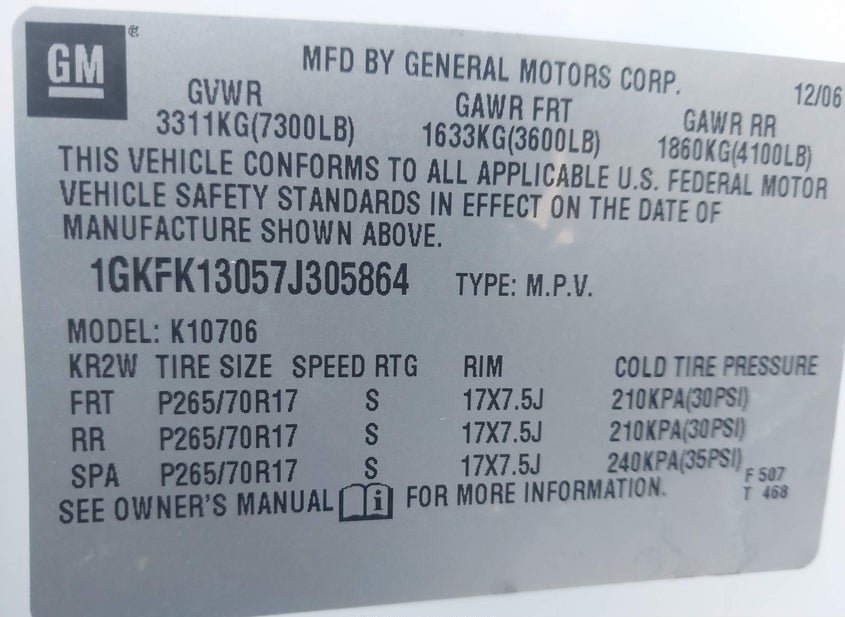 GM
MFD BY GENERAL MOTORS CORP.
12/06
GVWR GAWR FRT GAWR RR
3311KG(7300LB) 1633KG(3600LB) 1860KG(4100LB)
THIS VEHICLE CONFORMS TO ALL APPLICABLE U.S. FEDERAL MOTOR
VEHICLE SAFETY STANDARDS IN EFFECT ON THE DATE OF
MANUFACTURE SHOWN ABOVE.
1GKFK13057J305864 TYPE: M.P.V.
MODEL: K10706
KR2W TIRE SIZE SPEED RTG RIM COLD TIRE PRESSURE
FRT P265/70R17 S 17X7.5J 210KPA(30PSI)
RR P265/70R17 S 17X7.5J 210KPA(30PSI)
SPA P265/70R17 S 17X7.5J 240KPA(35PSI)
SEE OWNER'S MANUAL i FOR MORE INFORMATION.
F 507
T 468